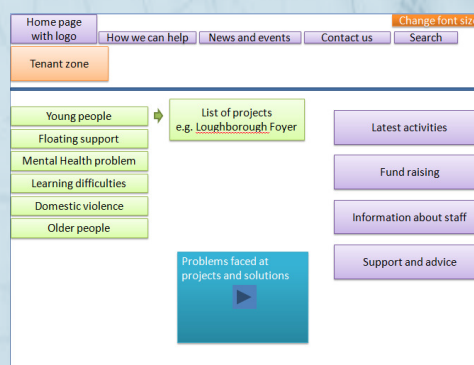 Home page
with logo
How we can help
News and events
Contact us
Search
Change font size
Tenant zone
Young people
Floating support
Mental Health problem
Learning difficulties
Domestic violence
Older people
List of projects
e.g. Loughborough Foyer
Latest activities
Fund raising
Information about staff
Support and advice
Problems faced at
projects and solutions